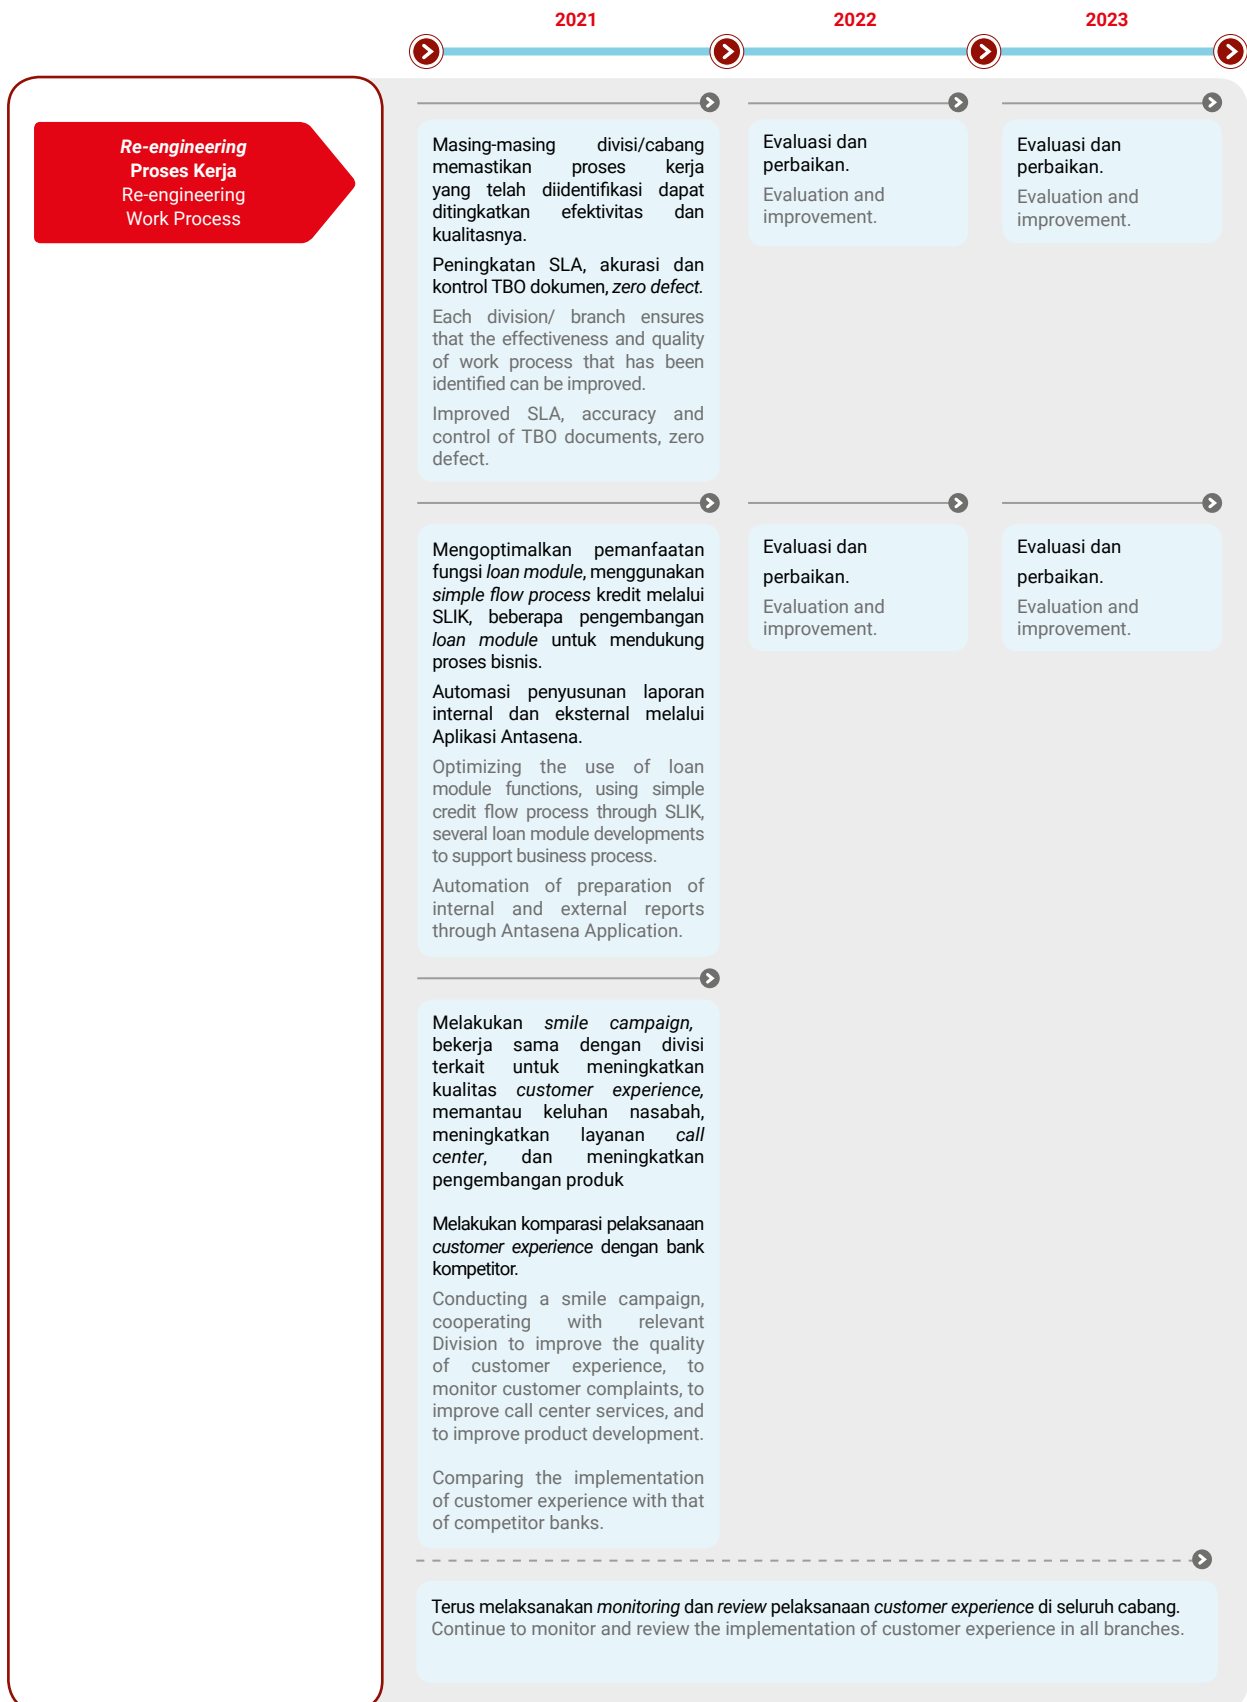 2021
2022
2023
Re-engineering
Proses Kerja
Re-engineering
Work Process
Masing-masing divisi/cabang
memastikan proses kerja
yang telah diidentifikasi dapat
ditingkatkan efektivitas dan
kualitasnya.
Peningkatan SLA, akurasi dan
kontrol TBO dokumen, zero defect.
Each division/ branch ensures
that the effectiveness and quality
of work process that has been
identified can be improved.
Improved SLA, accuracy and
control of TBO documents, zero
defect.
Evaluasi dan
perbaikan.
Evaluation and
improvement.
Evaluasi dan
perbaikan.
Evaluation and
improvement.
Mengoptimalkan pemanfaatan
fungsi loan module, menggunakan
simple flow process kredit melalui
SLIK, beberapa pengembangan
loan module untuk mendukung
proses bisnis.
Automasi penyusunan laporan
internal dan eksternal melalui
Aplikasi Antasena.
Optimizing the use of loan
module functions, using simple
credit flow process through SLIK,
several loan module developments
to support business process.
Automation of preparation of
internal and external reports
through Antasena Application.
Evaluasi dan
perbaikan.
Evaluation and
improvement.
Evaluasi dan
perbaikan.
Evaluation and
improvement.
Melakukan smile campaign,
bekerja sama dengan divisi
terkait untuk meningkatkan
kualitas customer experience,
memantau keluhan nasabah,
meningkatkan layanan call
center, dan meningkatkan
pengembangan produk
Melakukan komparasi pelaksanaan
customer experience dengan bank
kompetitor.
Conducting a smile campaign,
cooperating with relevant
Division to improve the quality
of customer experience, to
monitor customer complaints, to
improve call center services, and
to improve product development.
Comparing the implementation
of customer experience with that
of competitor banks.
Terus melaksanakan monitoring dan review pelaksanaan customer experience di seluruh cabang.
Continue to monitor and review the implementation of customer experience in all branches.